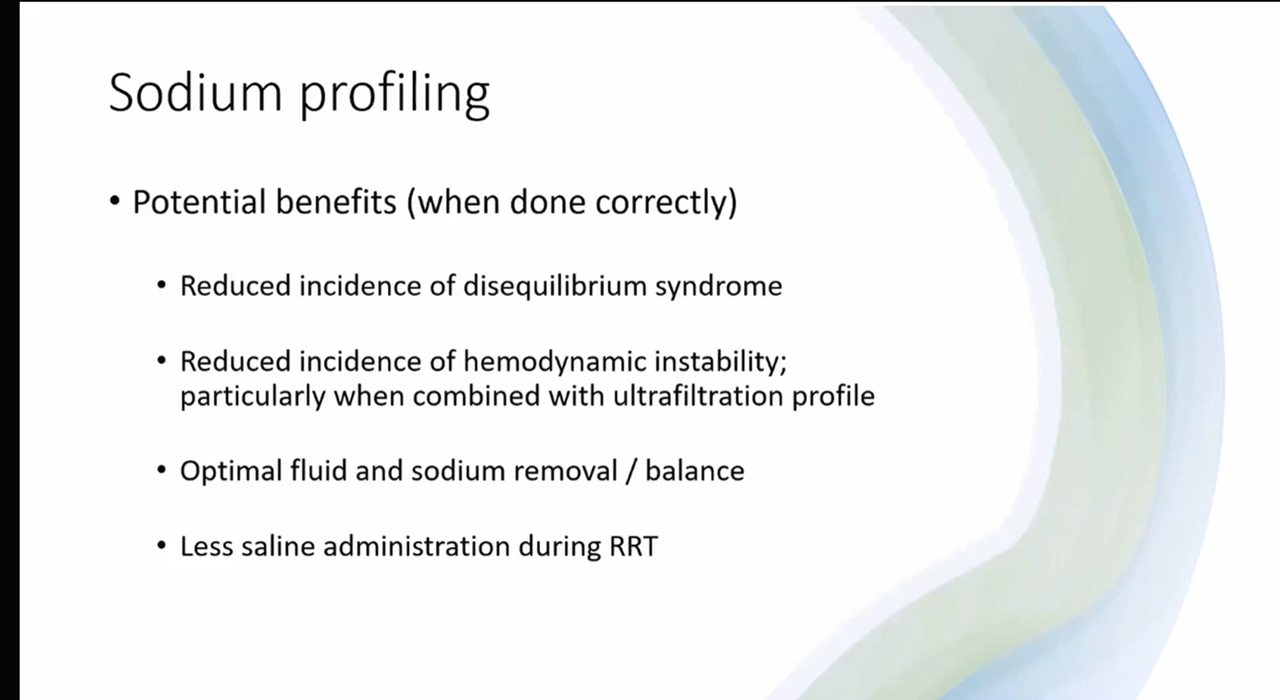 Sodium profiling
• Potential benefits (when done correctly)
• Reduced incidence of disequilibrium syndrome
• Reduced incidence of hemodynamic instability;
particularly when combined with ultrafiltration profile
• Optimal fluid and sodium removal / balance
• Less saline administration during RRT